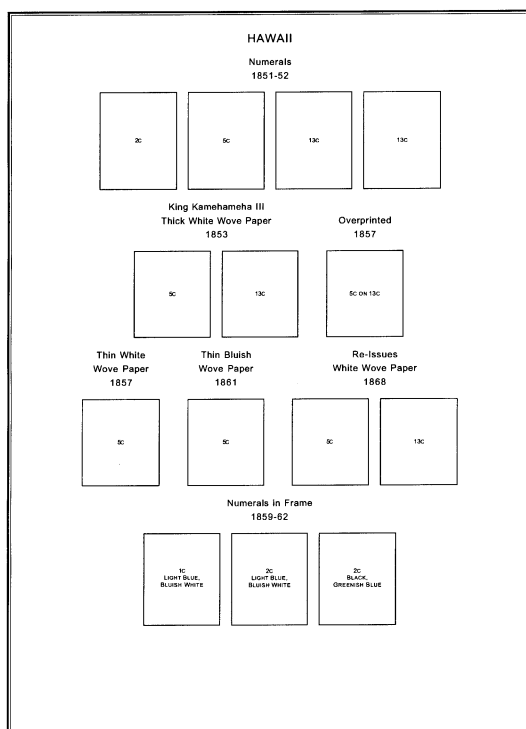 HAWAII
Numerals
1851-52
2C
5C
13C
13C
King Kamehameha III
Thick White Wove Paper
1853
Overprinted
1857
5C
13C
5C ON 13C
Thin White
Wove Paper
1857
Thin Bluish
Wove Paper
1861
Re-Issues
White Wove Paper
1868
5C
5C
5C
13C
Numerals in Frame
1859-62
1C
LIGHT BLUE,
BLUISH WHITE
2C
LIGHT BLUE,
BLUISH WHITE
2C
BLACK,
GREENISH BLUE